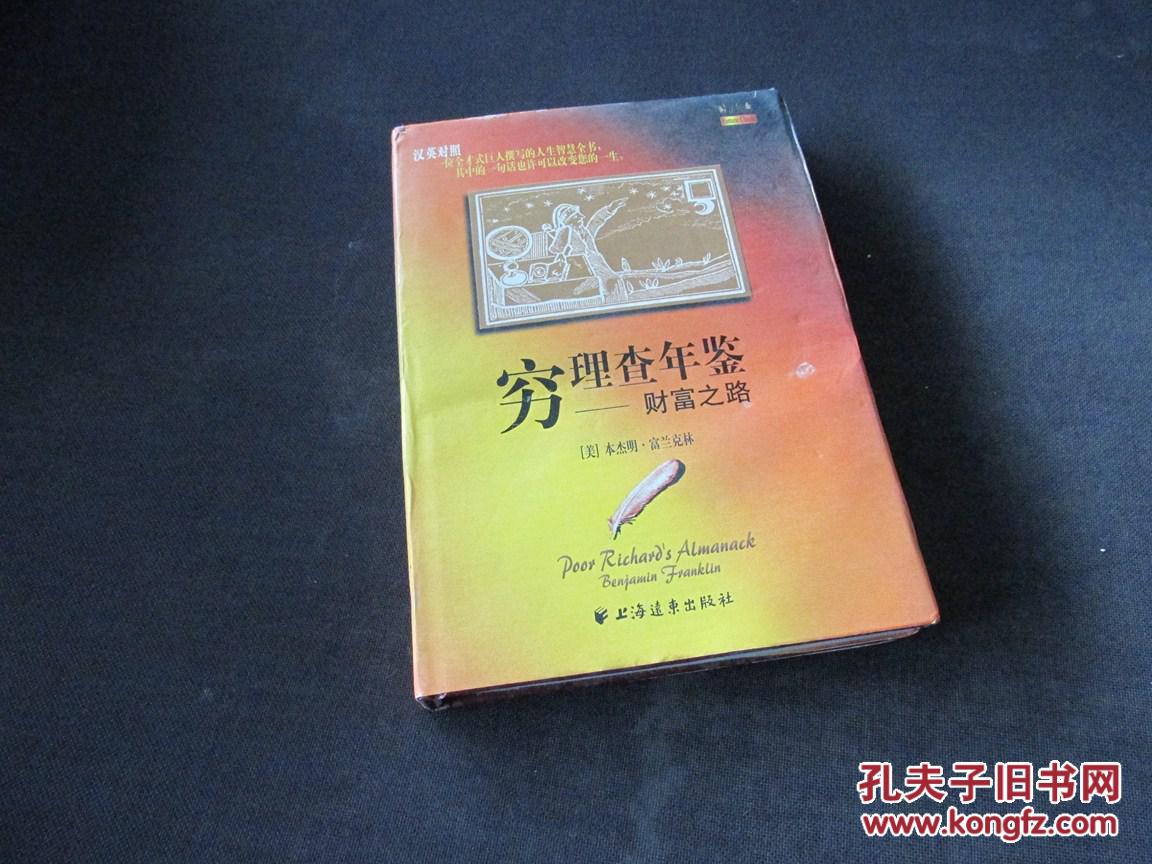 汉英对照
一位全才式巨人撰写的人生智慧全书，
其中的一句话也许可以改变您的一生。
穷理查年鉴
——财富之路
[美] 本杰明·富兰克林
Poor Richard's Almanack
Benjamin Franklin
上海遠東出版社
孔夫子旧书网
www.kongfz.com